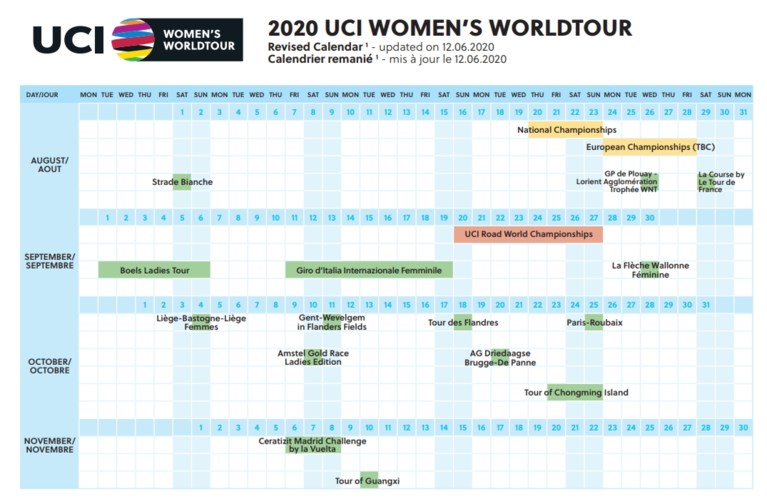 UCI WOMEN'S
WORLDTOUR
2020 UCI WOMEN'S WORLDTOUR
Revised Calendar ¹ - updated on 12.06.2020
Calendrier remanié ¹ - mis à jour le 12.06.2020
DAY/JOUR MON TUE WED THU FRI SAT SUN MON TUE WED THU FRI SAT SUN MON TUE WED THU FRI SAT SUN MON TUE WED THU FRI SAT SUN MON TUE WED THU FRI SAT SUN MON
1 2 3 4 5 6 7 8 9 10 11 12 13 14 15 16 17 18 19 20 21 22 23 24 25 26 27 28 29 30 31
AUGUST/
AOUT
National Championships
European Championships (TBC)
Strade Bianche
GP de Plouay -
Lorient Agglomération
Trophée WNT
La Course by
Le Tour de
France
1 2 3 4 5 6 7 8 9 10 11 12 13 14 15 16 17 18 19 20 21 22 23 24 25 26 27 28 29 30
SEPTEMBER/
SEPTEMBRE
UCI Road World Championships
Boels Ladies Tour
Giro d'Italia Internazionale Femminile
La Flèche Wallonne
Féminine
1 2 3 4 5 6 7 8 9 10 11 12 13 14 15 16 17 18 19 20 21 22 23 24 25 26 27 28 29 30 31
OCTOBER/
OCTOBRE
Liège-Bastogne-Liège
Femmes
Gent-Wevelgem
in Flanders Fields
Tour des Flandres
Paris-Roubaix
Amstel Gold Race
Ladies Edition
AG Driedaagse
Brugge-De Panne
Tour of Chongming Island
1 2 3 4 5 6 7 8 9 10 11 12 13 14 15 16 17 18 19 20 21 22 23 24 25 26 27 28 29 30
NOVEMBER/
NOVEMBRE
Ceratizit Madrid Challenge
by la Vuelta
Tour of Guangxi